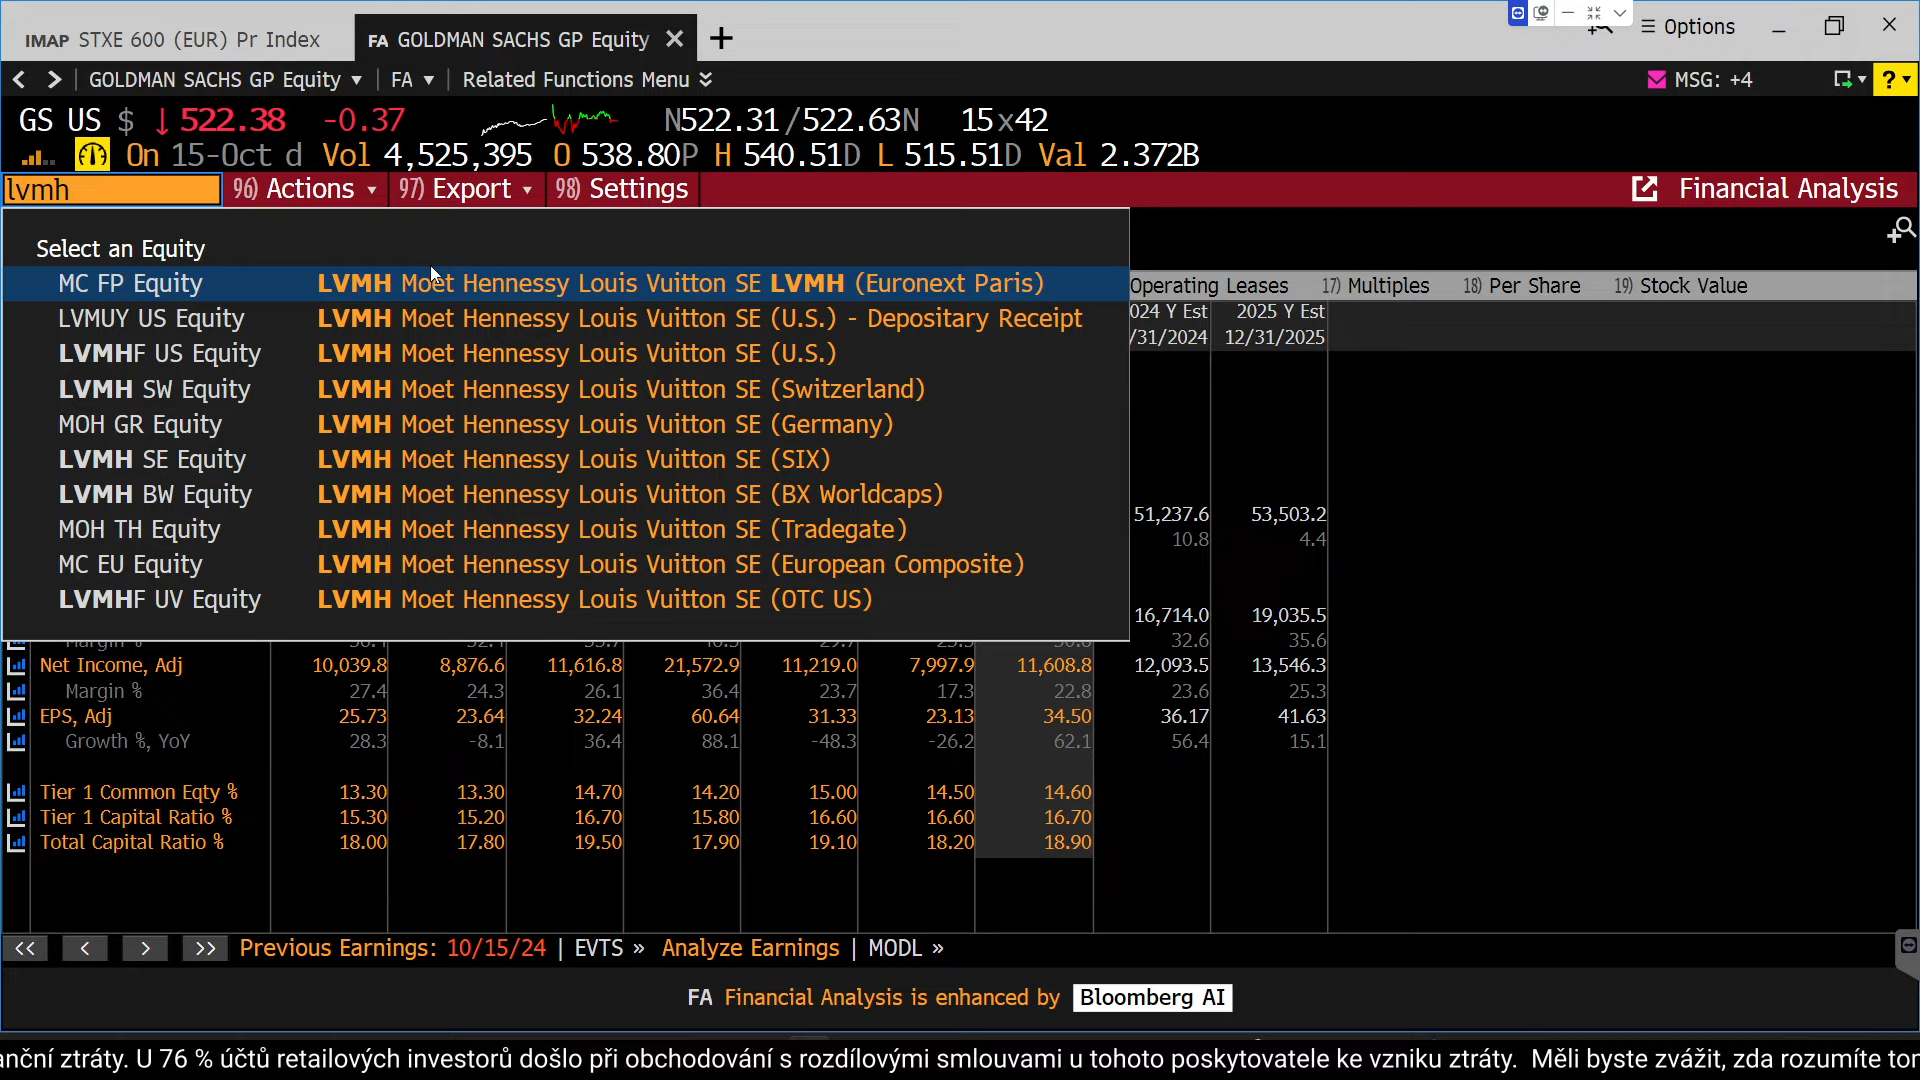 IMAP STXE 600 (EUR) Pr Index
FA GOLDMAN SACHS GP Equity
Options
GOLDMAN SACHS GP Equity FA Related Functions Menu
MSG: +4 ?
GS US $ ↓522.38 -0.37 N522.31/522.63N 15x42
On 15-Oct d Vol 4,525,395 O 538.80P H 540.51D L 515.51D Val 2.372B
lvmh 96) Actions 97) Export 98) Settings Financial Analysis
Select an Equity
MC FP Equity LVMH Moet Hennessy Louis Vuitton SE LVMH (Euronext Paris)
LVMUY US Equity LVMH Moet Hennessy Louis Vuitton SE (U.S.) - Depositary Receipt
LVMHF US Equity LVMH Moet Hennessy Louis Vuitton SE (U.S.)
LVMH SW Equity LVMH Moet Hennessy Louis Vuitton SE (Switzerland)
MOH GR Equity LVMH Moet Hennessy Louis Vuitton SE (Germany)
LVMH SE Equity LVMH Moet Hennessy Louis Vuitton SE (SIX)
LVMH BW Equity LVMH Moet Hennessy Louis Vuitton SE (BX Worldcaps)
MOH TH Equity LVMH Moet Hennessy Louis Vuitton SE (Tradegate)
MC EU Equity LVMH Moet Hennessy Louis Vuitton SE (European Composite)
LVMHF UV Equity LVMH Moet Hennessy Louis Vuitton SE (OTC US)
Operating Leases 17) Multiples 18) Per Share 19) Stock Value
024 Y Est 2025 Y Est
/31/2024 12/31/2025
51,237.6 53,503.2
10.8 4.4
16,714.0 19,035.5
32.6 35.6
Net Income, Adj 10,039.8 8,876.6 11,616.8 21,572.9 11,219.0 7,997.9 11,608.8 12,093.5 13,546.3
Margin % 27.4 24.3 26.1 36.4 23.7 17.3 22.8 23.6 25.3
EPS, Adj 25.73 23.64 32.24 60.64 31.33 23.13 34.50 36.17 41.63
Growth %, YoY 28.3 -8.1 36.4 88.1 -48.3 -26.2 62.1 56.4 15.1
Tier 1 Common Eqty % 13.30 13.30 14.70 14.20 15.00 14.50 14.60
Tier 1 Capital Ratio % 15.30 15.20 16.70 15.80 16.60 16.60 16.70
Total Capital Ratio % 18.00 17.80 19.50 17.90 19.10 18.20 18.90
<< < > >> Previous Earnings: 10/15/24 | EVTS » Analyze Earnings | MODL »
FA Financial Analysis is enhanced by Bloomberg AI
anční ztráty. U 76 % účtů retailových investorů došlo při obchodování s rozdílovými smlouvami u tohoto poskytovatele ke vzniku ztráty. Měli byste zvážit, zda rozumíte tom